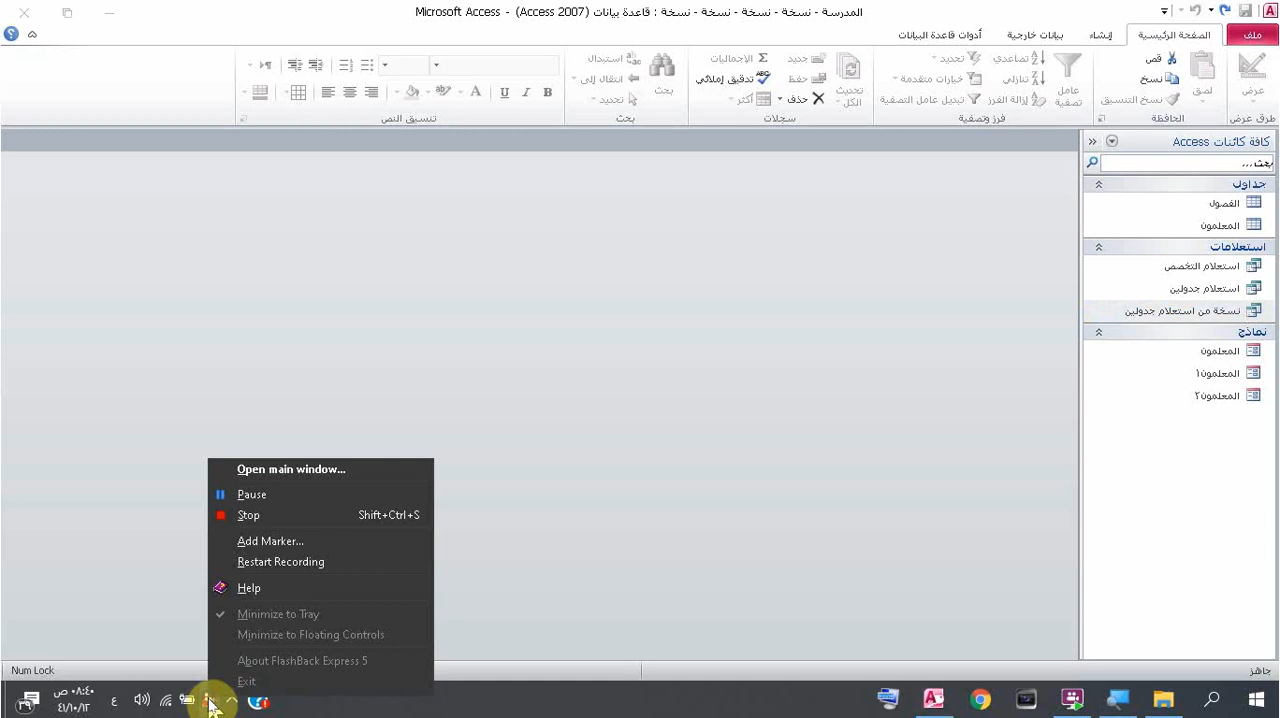 المدرسة - نسخة - نسخة - نسخة - نسخة : قاعدة بيانات (Access 2007) - Microsoft Access
ملف
الصفحة الرئيسية
إنشاء
بيانات خارجية
أدوات قاعدة البيانات
عرض
طرق عرض
لصق
قص
نسخ
نسخ التنسيق
الحافظة
عامل تصفية
تصاعدي
تنازلي
إزالة الفرز
تحديد
خيارات متقدمة
تبديل عامل التصفية
فرز وتصفية
تحديث الكل
جديد
حفظ
حذف
الإجماليات
تدقيق إملائي
أكثر
سجلات
بحث
استبدال
انتقال إلى
تحديد
بحث
B I U A
تنسيق النص
كافة كائنات Access
بحث...
جداول
الفصول
المعلمون
استعلامات
استعلام التخصص
استعلام جدولين
نسخة من استعلام جدولين
نماذج
المعلمون
المعلمون١
المعلمون٢
Open main window...
Pause
Stop Shift+Ctrl+S
Add Marker...
Restart Recording
Help
Minimize to Tray
Minimize to Floating Controls
About FlashBack Express 5
Exit
جاهز
Num Lock
ع
٠٨:٤٠ ص
٤١/١٠/١٢